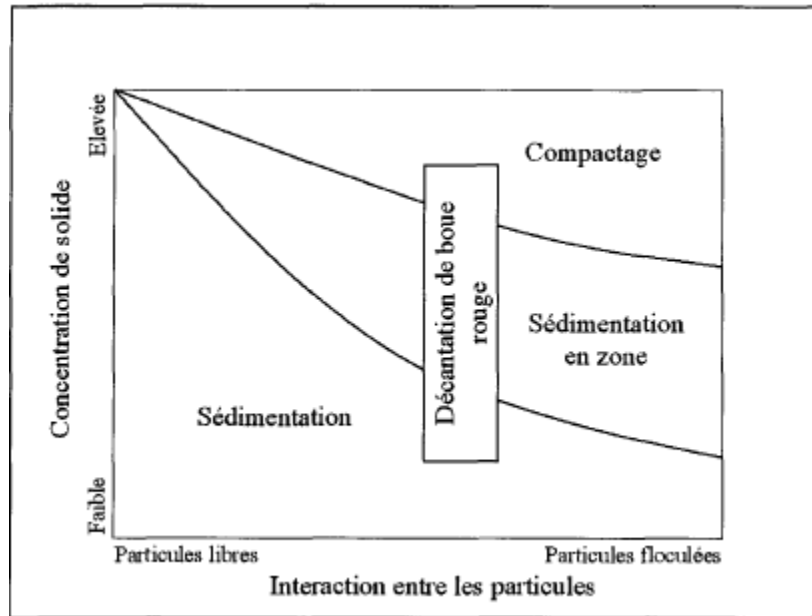 Elevée
Concentration de solide
Faible
Compactage
Décantation de boue
rouge
Sédimentation
en zone
Sédimentation
Particules libres
Particules floculées
Interaction entre les particules